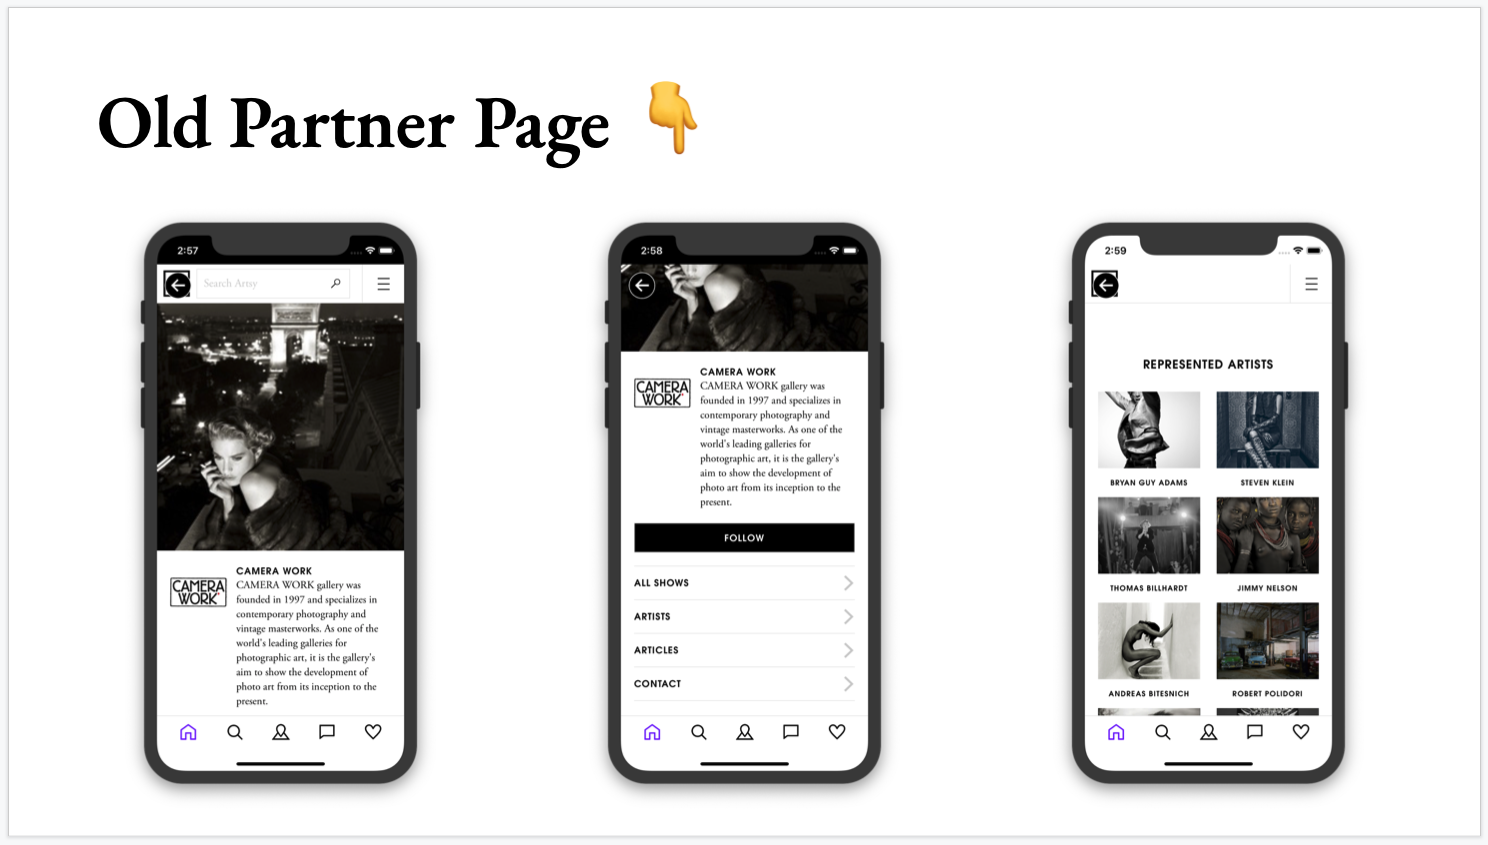 Old Partner Page 👇
2:57
Search Artsy
CAMERA WORK
CAMERA
WORK
CAMERA WORK gallery was
founded in 1997 and specializes in
contemporary photography and
vintage masterworks. As one of the
world's leading galleries for
photographic art, it is the gallery's
aim to show the development of
photo art from its inception to the
present.
2:58
CAMERA WORK
CAMERA
WORK
CAMERA WORK gallery was
founded in 1997 and specializes in
contemporary photography and
vintage masterworks. As one of the
world's leading galleries for
photographic art, it is the gallery's
aim to show the development of
photo art from its inception to the
present.
FOLLOW
ALL SHOWS
ARTISTS
ARTICLES
CONTACT
2:59
REPRESENTED ARTISTS
BRYAN GUY ADAMS
STEVEN KLEIN
THOMAS BILLHARDT
JIMMY NELSON
ANDREAS BITESNICH
ROBERT POLIDORI